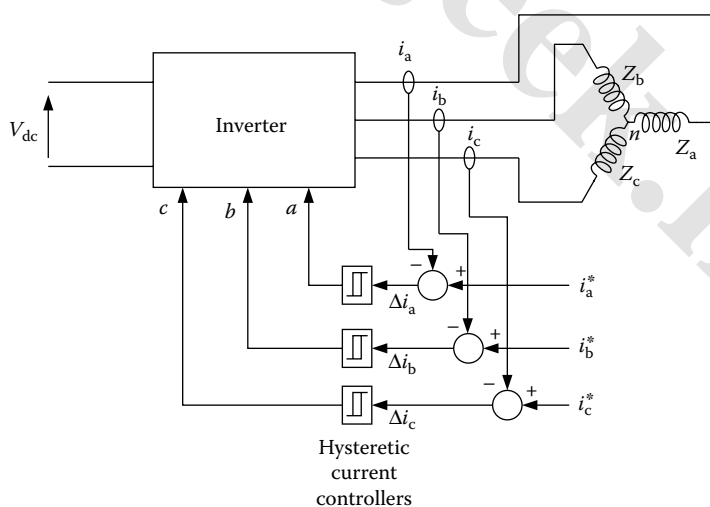 i_a
Z_b
i_b
V_dc
Inverter
n
Z_a
i_c
Z_c
c
b
a
−
+
Δi_a
i_a*
−
+
Δi_b
i_b*
−
+
Δi_c
i_c*
Hysteretic
current
controllers